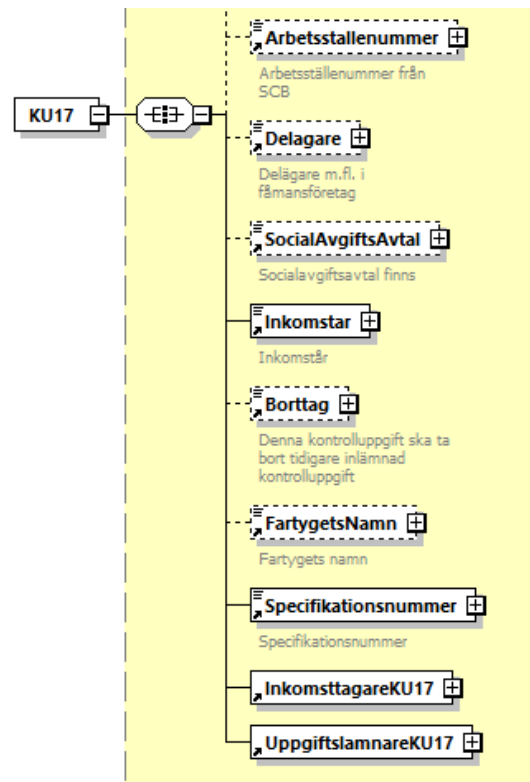 Arbetsstallenummer
Arbetsställenummer från
SCB
KU17
Delagare
Delägare m.fl. i
fåmansföretag
SocialAvgiftsAvtal
Socialavgiftsavtal finns
Inkomstar
Inkomstår
Borttag
Denna kontrolluppgift ska ta
bort tidigare inlämnad
kontrolluppgift
FartygetsNamn
Fartygets namn
Specifikationsnummer
Specifikationsnummer
InkomsttagareKU17
UppgiftslamnareKU17